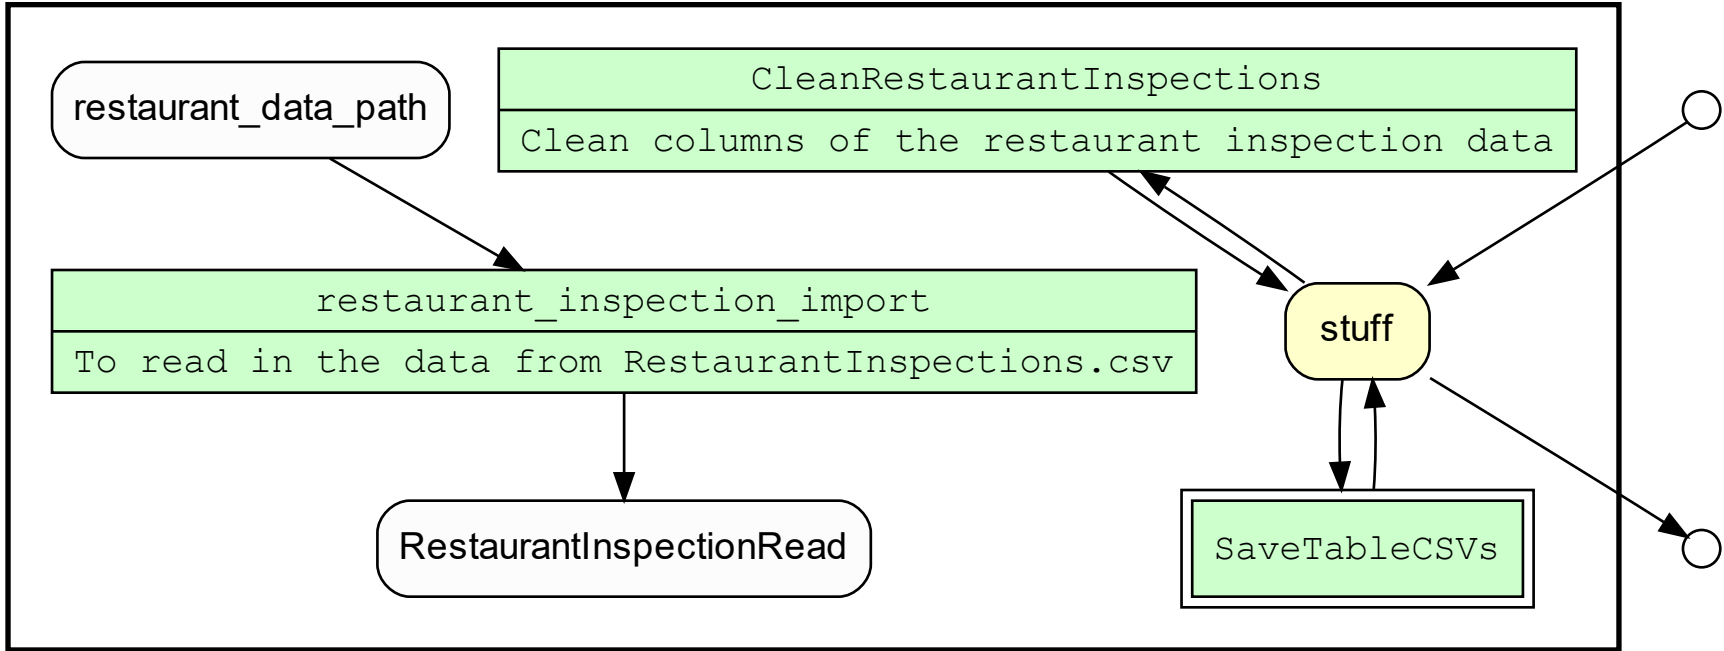 restaurant_data_path
CleanRestaurantInspections
Clean columns of the restaurant inspection data
restaurant_inspection_import
To read in the data from RestaurantInspections.csv
stuff
RestaurantInspectionRead
SaveTableCSVs